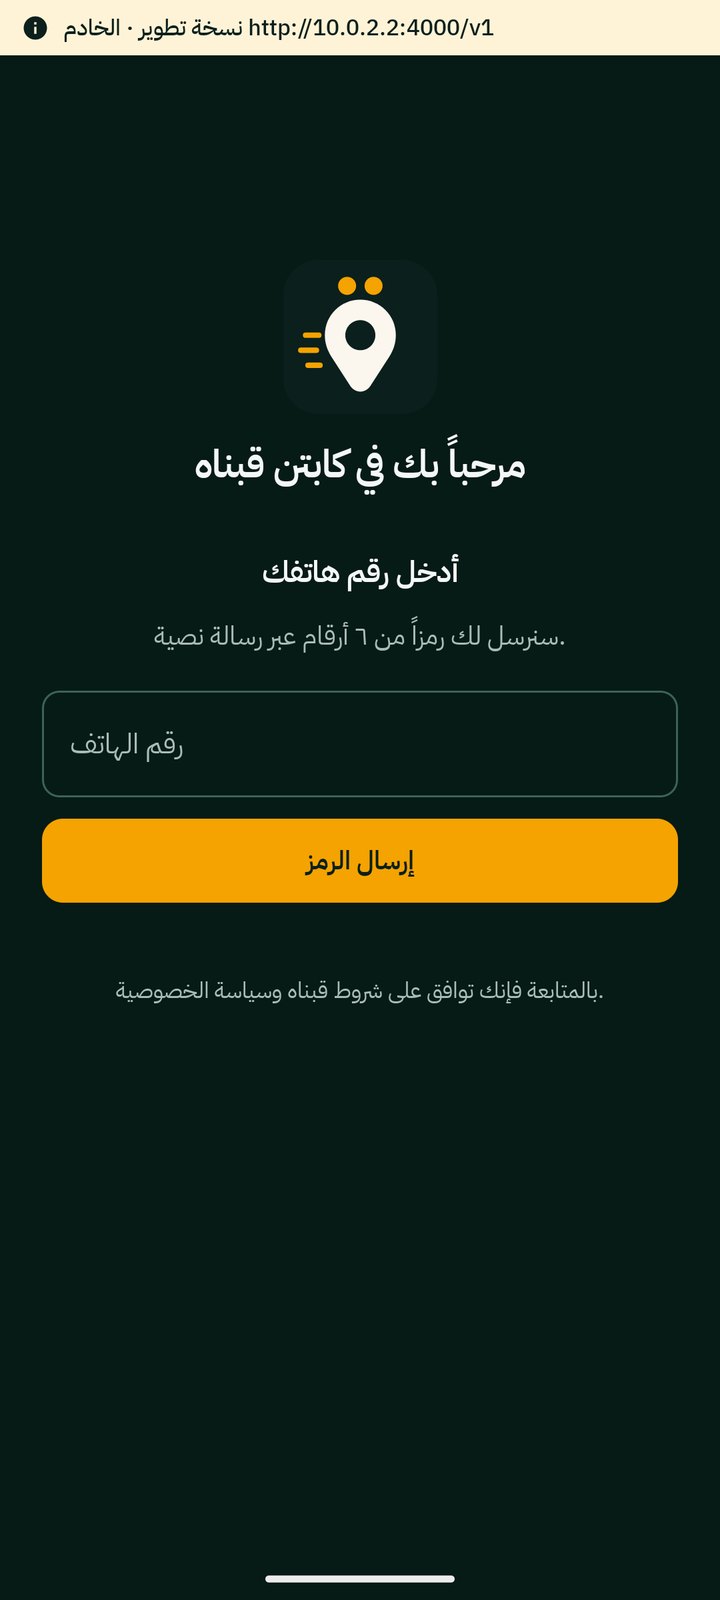 نسخة تطوير · الخادم http://10.0.2.2:4000/v1
مرحباً بك في كابتن قبناه
أدخل رقم هاتفك
سنرسل لك رمزاً من ٦ أرقام عبر رسالة نصية.
رقم الهاتف
إرسال الرمز
بالمتابعة فإنك توافق على شروط قبناه وسياسة الخصوصية.